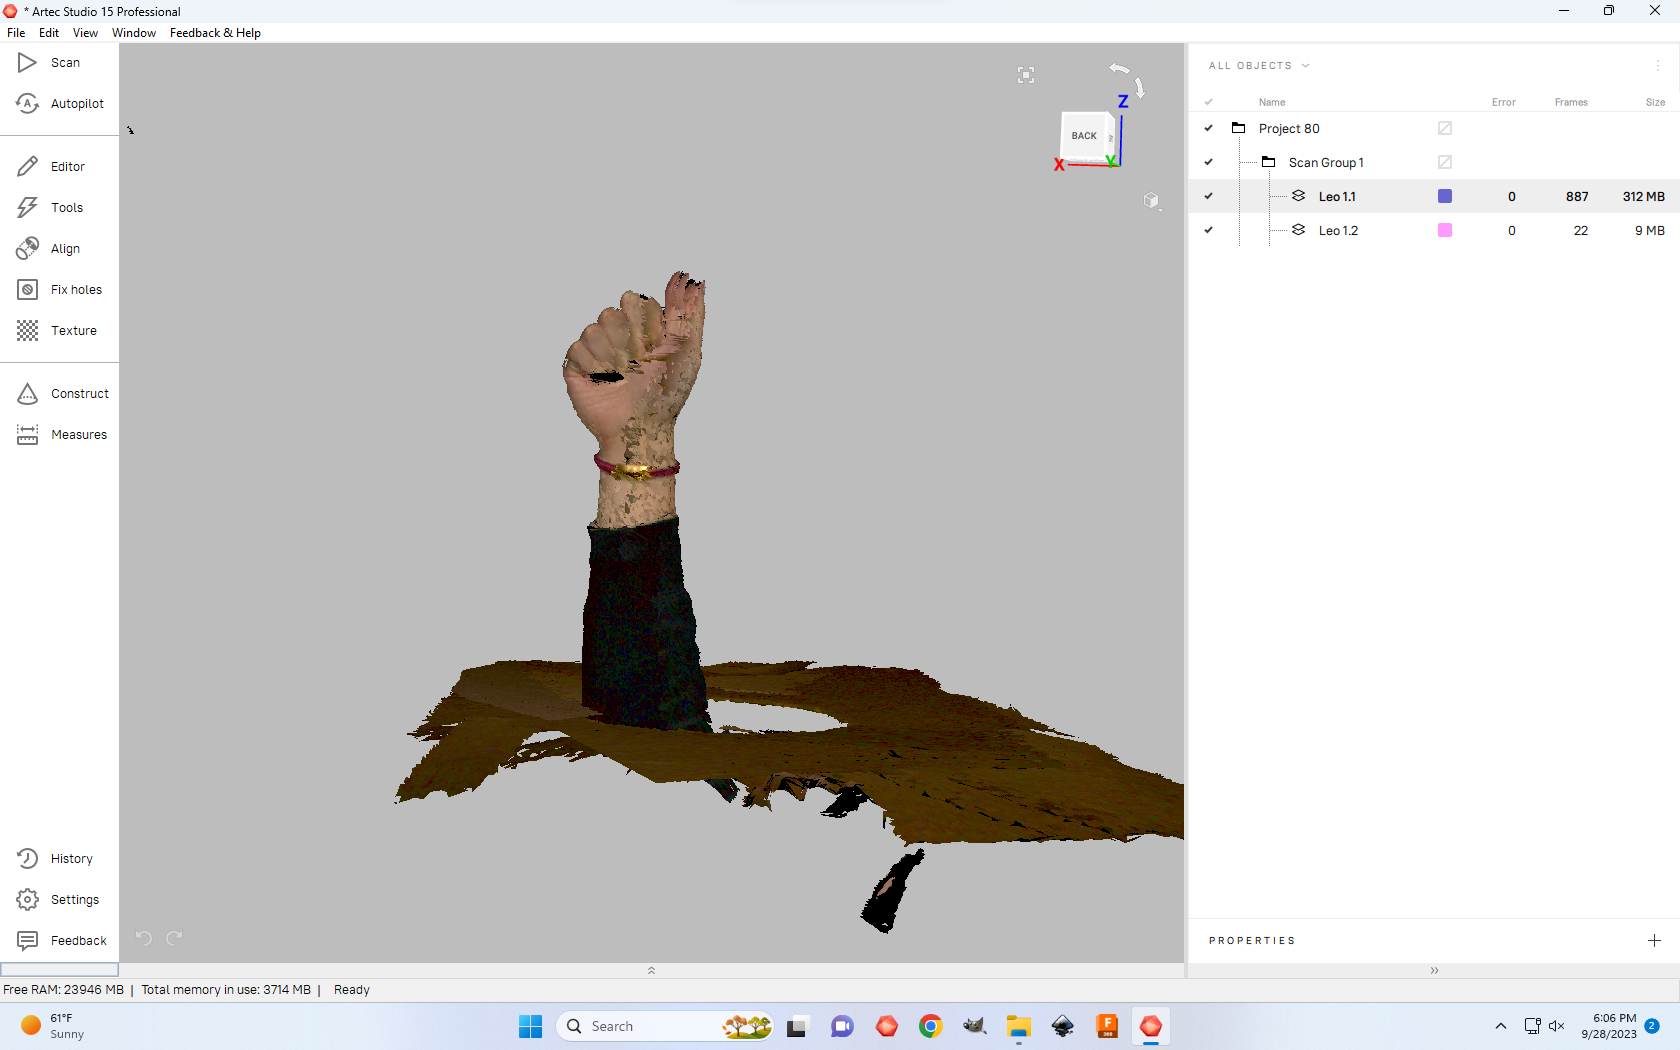 * Artec Studio 15 Professional
File Edit View Window Feedback & Help
Scan
Autopilot
Editor
Tools
Align
Fix holes
Texture
Construct
Measures
History
Settings
Feedback
Z
BACK
X
Y
ALL OBJECTS
Name Error Frames Size
Project 80
Scan Group 1
Leo 1.1 0 887 312 MB
Leo 1.2 0 22 9 MB
PROPERTIES
Free RAM: 23946 MB | Total memory in use: 3714 MB | Ready
61°F
Sunny
Search
F
360
6:06 PM
9/28/2023
2